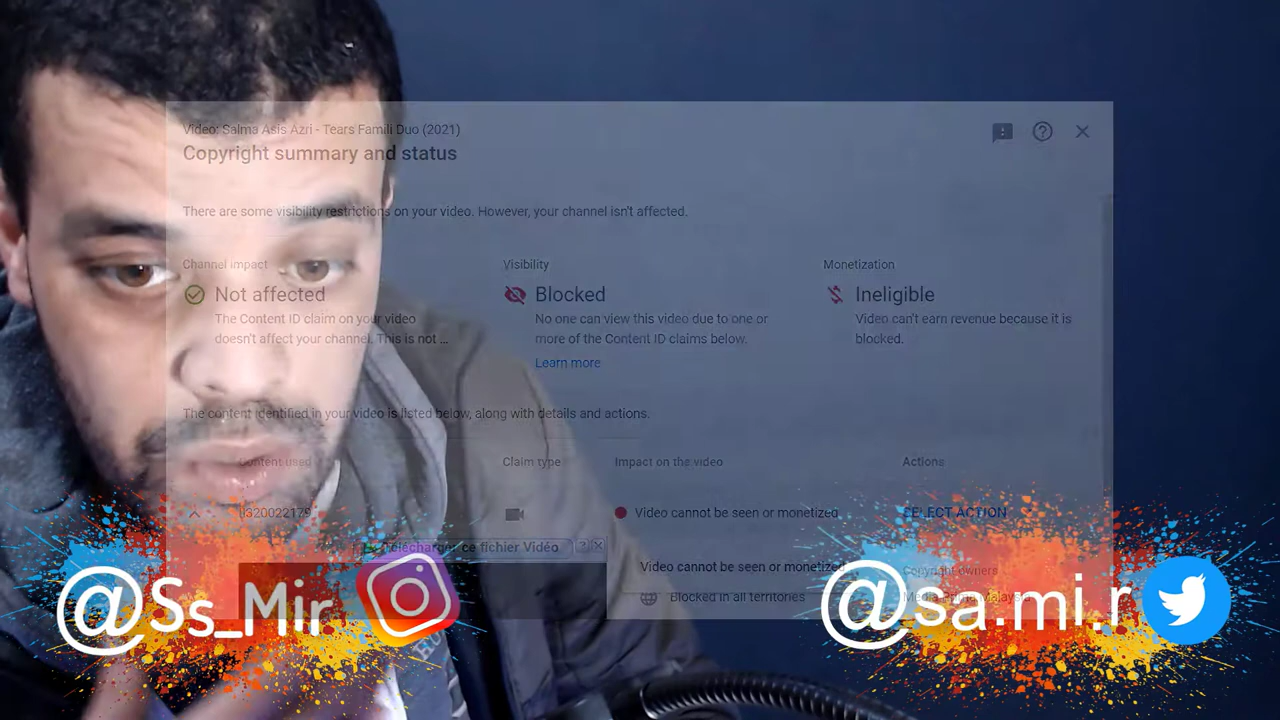 Video: Salma Asis Azri - Tears Famili Duo (2021)
Copyright summary and status
There are some visibility restrictions on your video. However, your channel isn't affected.
Channel impact
Not affected
The Content ID claim on your video
doesn't affect your channel. This is not ...
Visibility
Blocked
No one can view this video due to one or
more of the Content ID claims below.
Learn more
Monetization
Ineligible
Video can't earn revenue because it is
blocked.
The content identified in your video is listed below, along with details and actions.
Content used
Claim type
Impact on the video
Actions
Video cannot be seen or monetized
SELECT ACTION
Télécharger ce fichier Vidéo
?
Video cannot be seen or monetized
Copyright owners
Blocked in all territories
Media Prima Malaysia
@Ss_Mir
@sa.mi.r